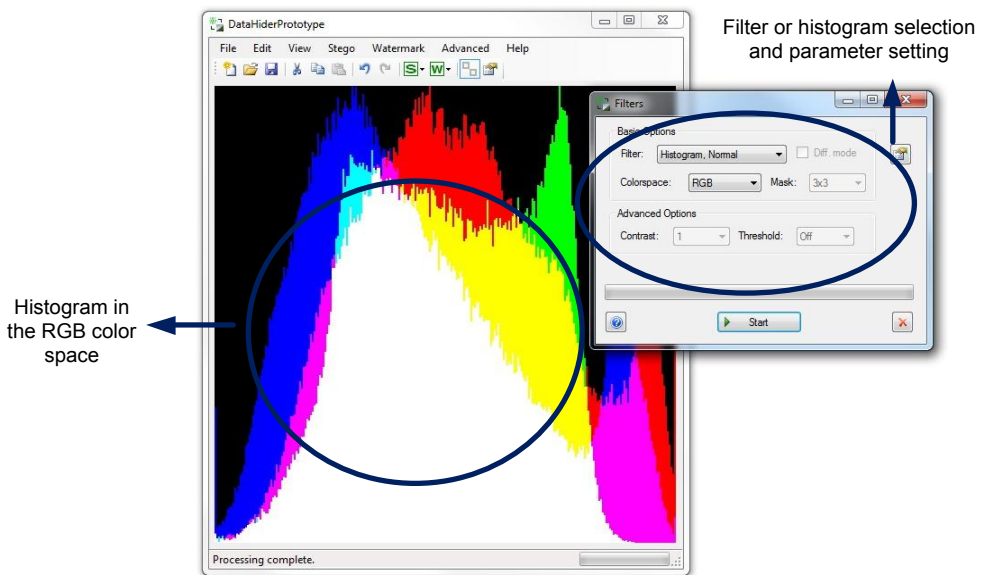 DataHiderPrototype
File Edit View Stego Watermark Advanced Help
S W
Filter or histogram selection
and parameter setting
Filters
Basic Options
Filter: Histogram, Normal Diff. mode
Colorspace: RGB Mask: 3x3
Advanced Options
Contrast: 1 Threshold: Off
Start
Histogram in
the RGB color
space
Processing complete.